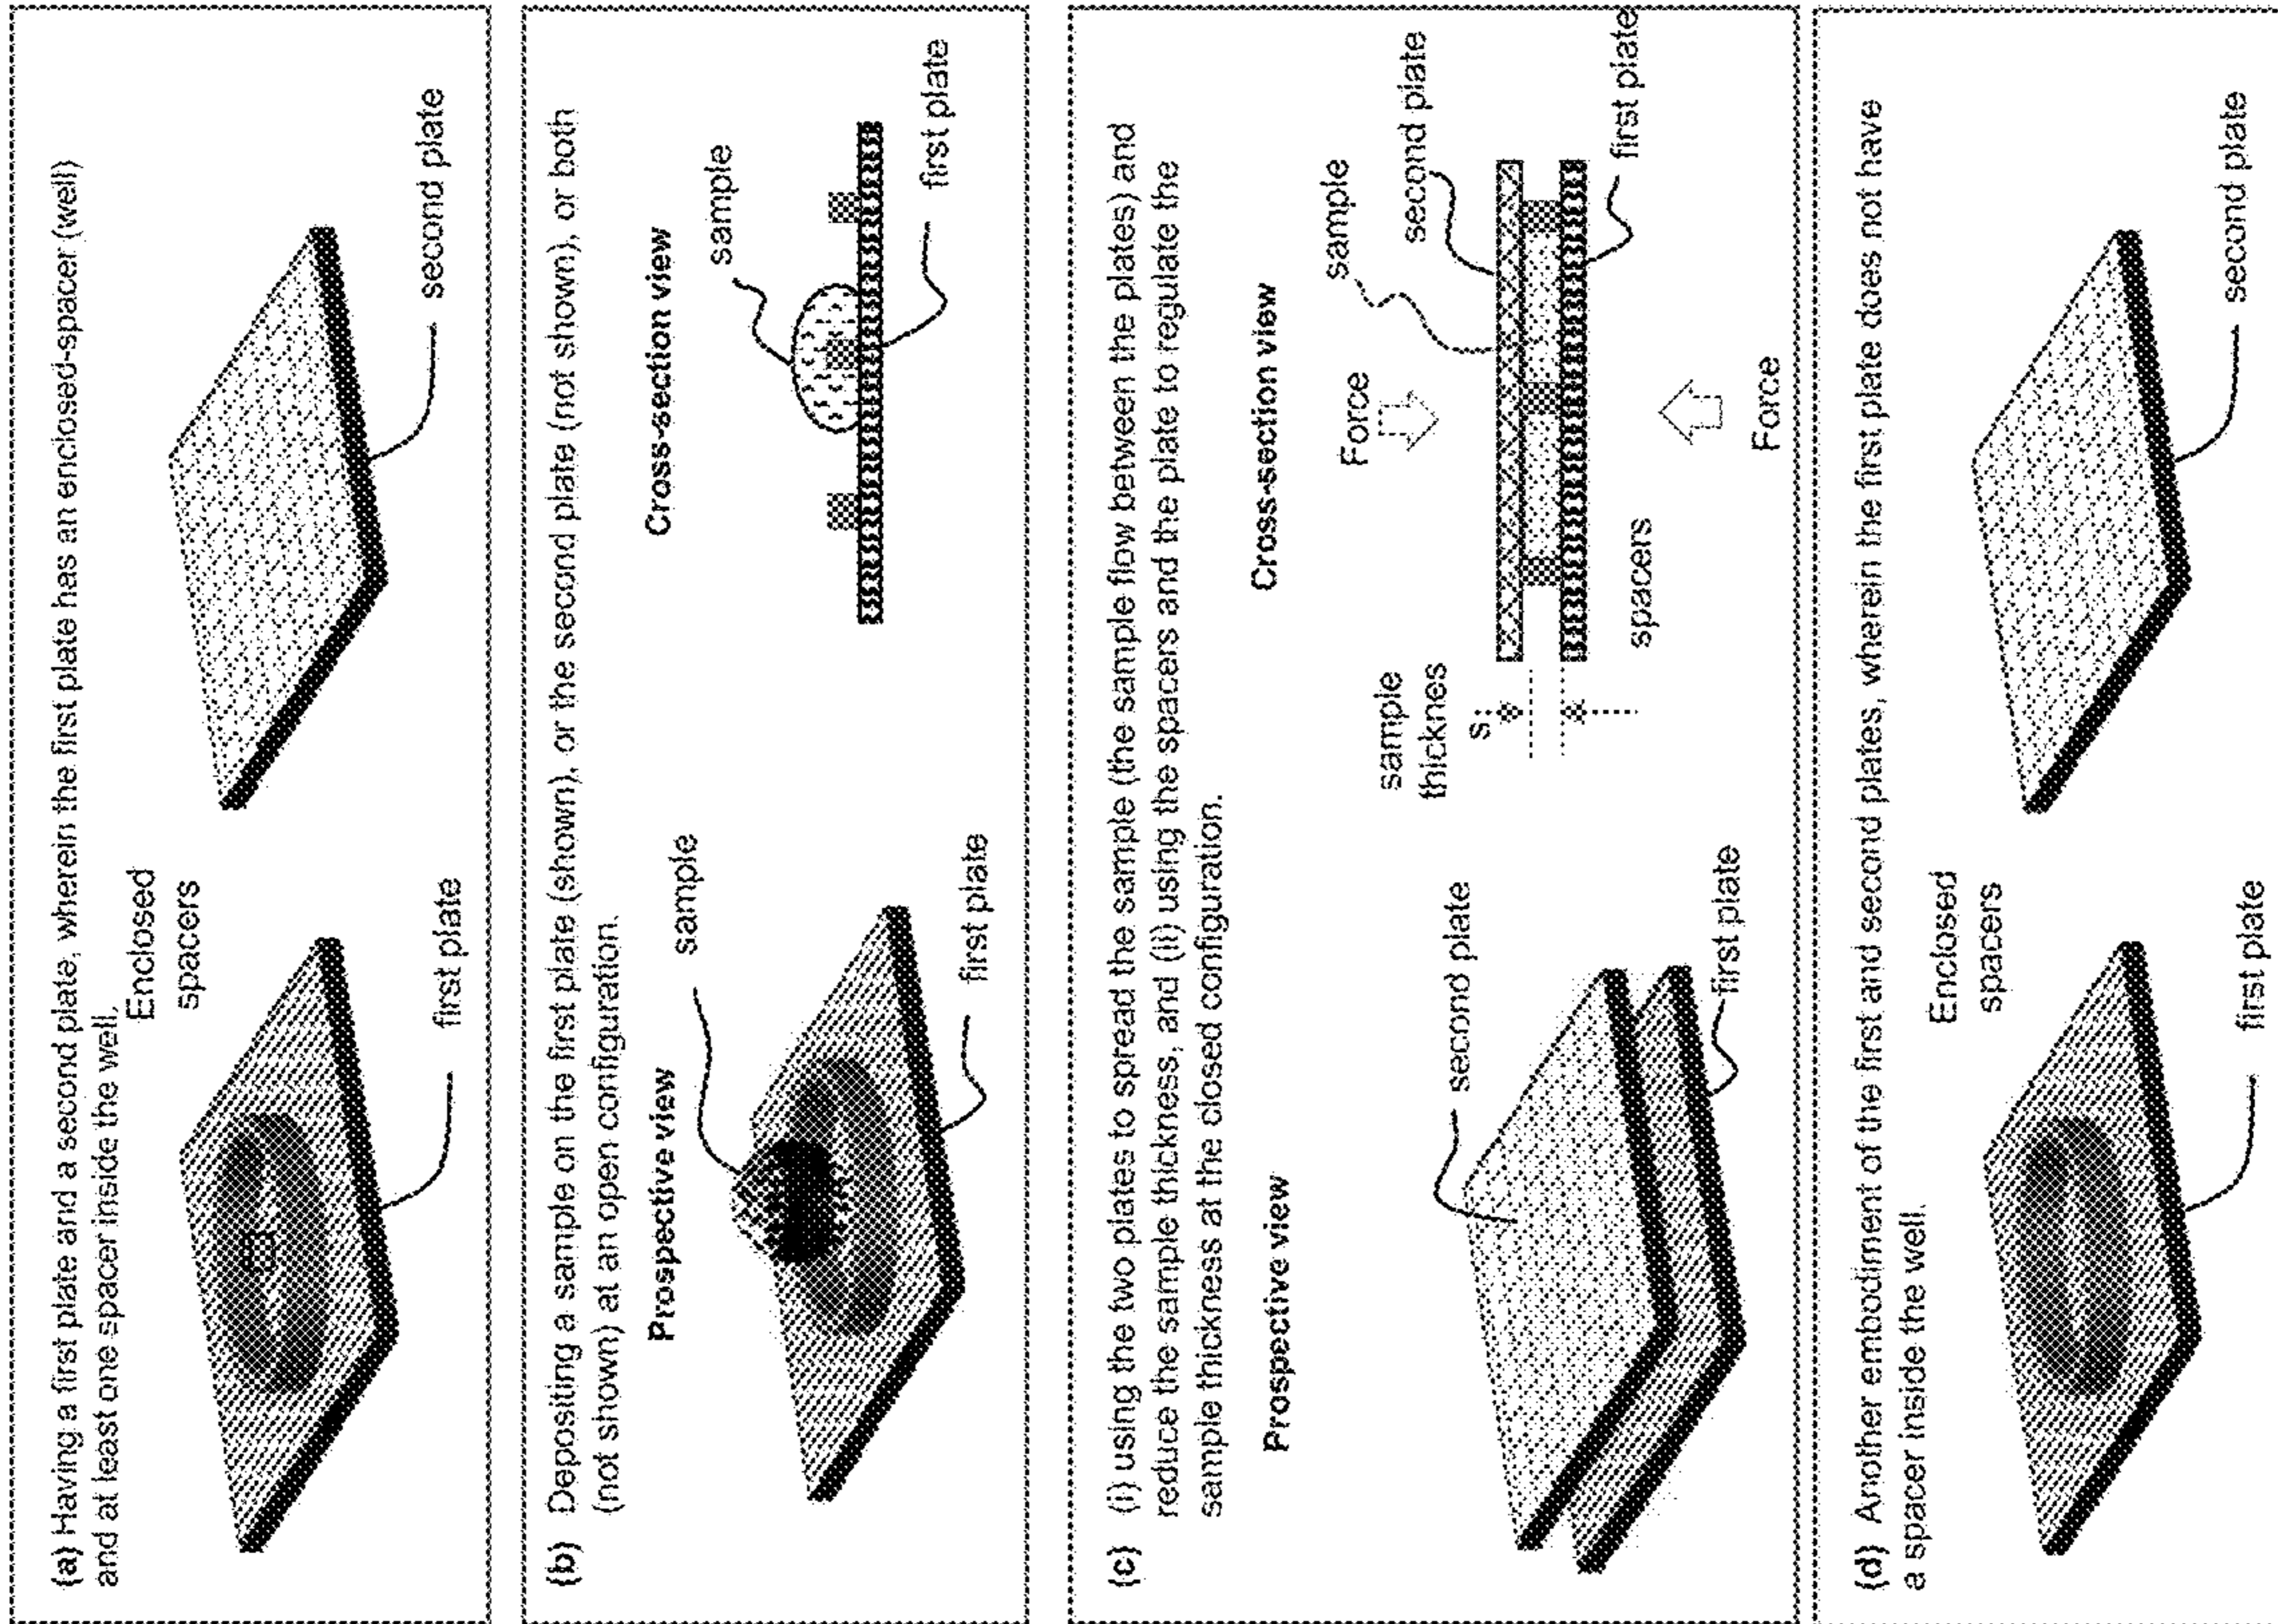 (a) Having a first plate and a second plate, wherein the first plate has an enclosed-spacer (well)
and at least one spacer inside the well.
Enclosed
spacers
first plate
second plate
(b) Depositing a sample on the first plate (shown), or the second plate (not shown), or both
(not shown) at an open configuration.
Prospective view
Cross-section view
sample
first plate
sample
first plate
(c) (i) using the two plates to spread the sample (the sample flow between the plates) and
reduce the sample thickness, and (ii) using the spacers and the plate to regulate the
sample thickness at the closed configuration.
Prospective view
Cross-section view
second plate
first plate
sample
thicknes
s
Force
sample
second plate
first plate
spacers
Force
(d) Another embodiment of the first and second plates, wherein the first plate does not have
a spacer inside the well.
Enclosed
spacers
first plate
second plate